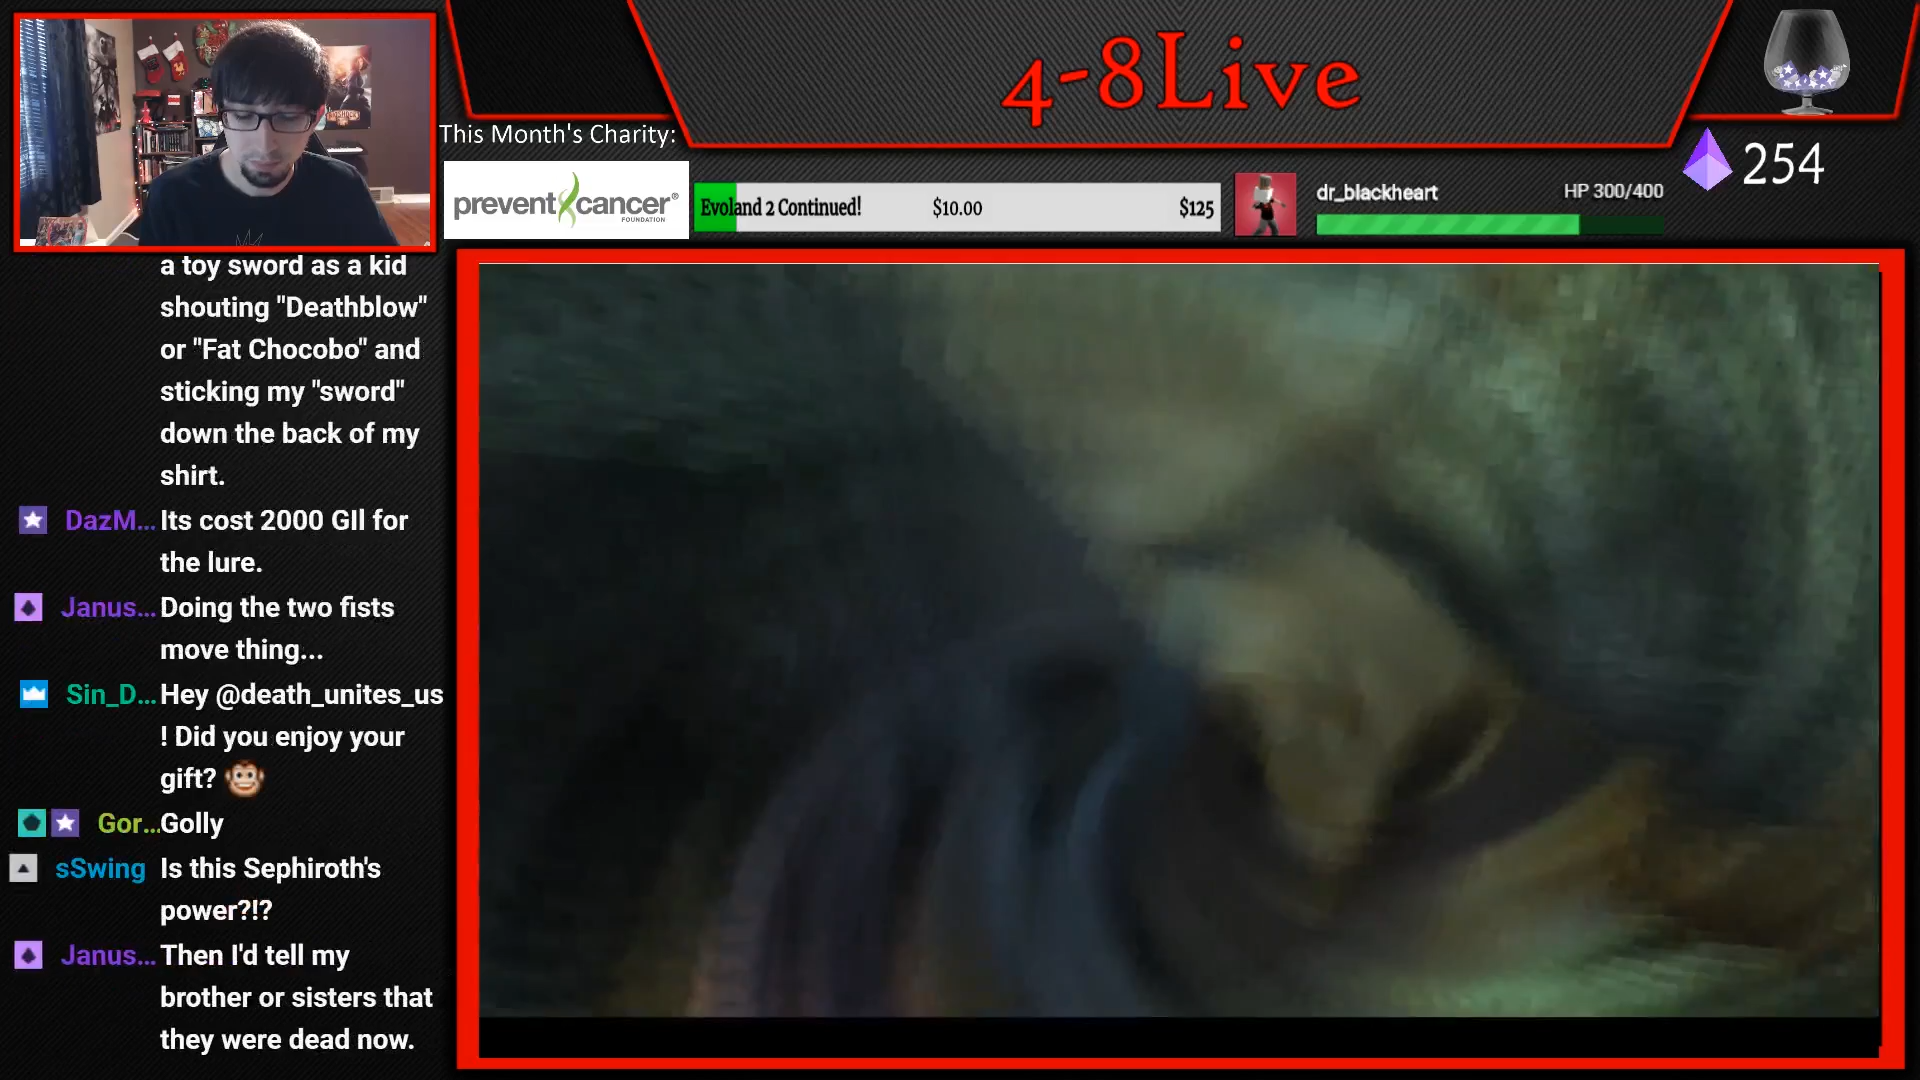 4-8Live
This Month's Charity:
prevent cancer®
FOUNDATION
Evoland 2 Continued! $10.00 $125
dr_blackheart HP 300/400
254
a toy sword as a kid
shouting "Deathblow"
or "Fat Chocobo" and
sticking my "sword"
down the back of my
shirt.
DazM... Its cost 2000 GIl for
the lure.
Janus... Doing the two fists
move thing...
Sin_D... Hey @death_unites_us
! Did you enjoy your
gift?
Gor... Golly
sSwing Is this Sephiroth's
power?!?
Janus... Then I'd tell my
brother or sisters that
they were dead now.